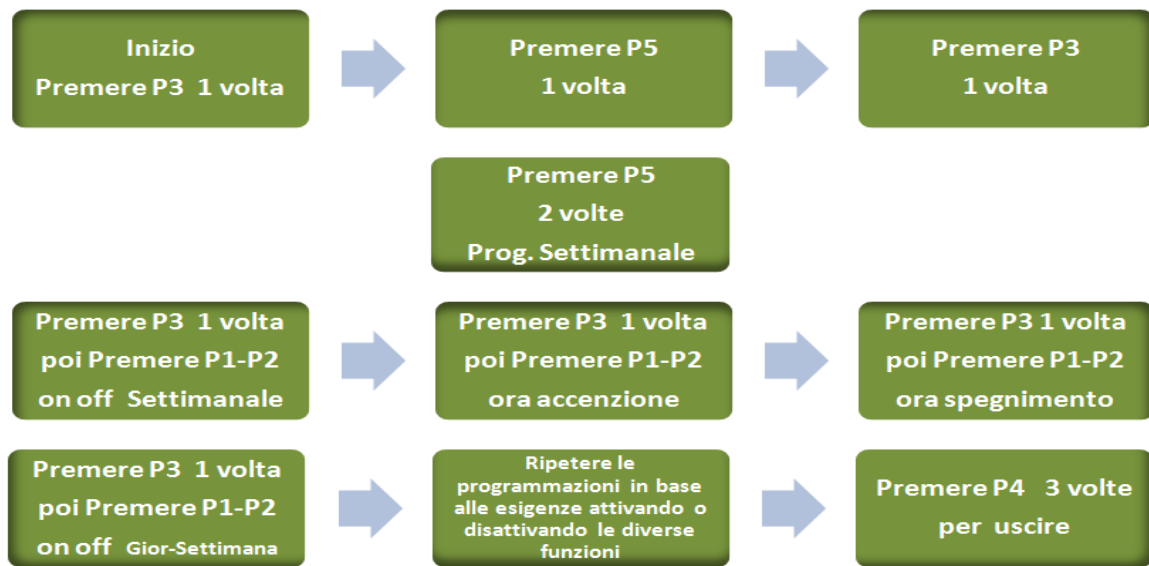 Inizio
Premere P3 1 volta
Premere P5
1 volta
Premere P3
1 volta
Premere P5
2 volte
Prog. Settimanale
Premere P3 1 volta
poi Premere P1-P2
on off Settimanale
Premere P3 1 volta
poi Premere P1-P2
ora accenzione
Premere P3 1 volta
poi Premere P1-P2
ora spegnimento
Premere P3 1 volta
poi Premere P1-P2
on off Gior-Settimana
Ripetere le
programmazioni in base
alle esigenze attivando o
disattivando le diverse
funzioni
Premere P4 3 volte
per uscire